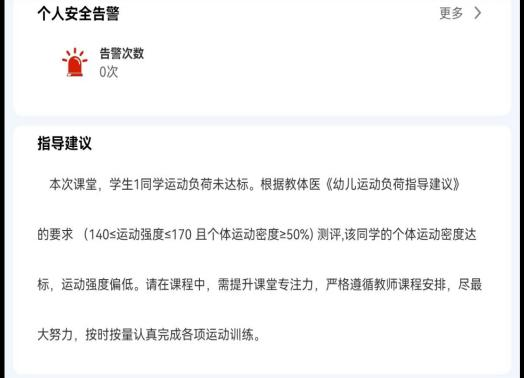 个人安全告警
更多
告警次数
0次
指导建议
本次课堂，学生1同学运动负荷未达标。根据教体医《幼儿运动负荷指导建议》
的要求 （140≤运动强度≤170 且个体运动密度≥50%) 测评,该同学的个体运动密度达
标，运动强度偏低。请在课程中，需提升课堂专注力，严格遵循教师课程安排，尽最
大努力，按时按量认真完成各项运动训练。